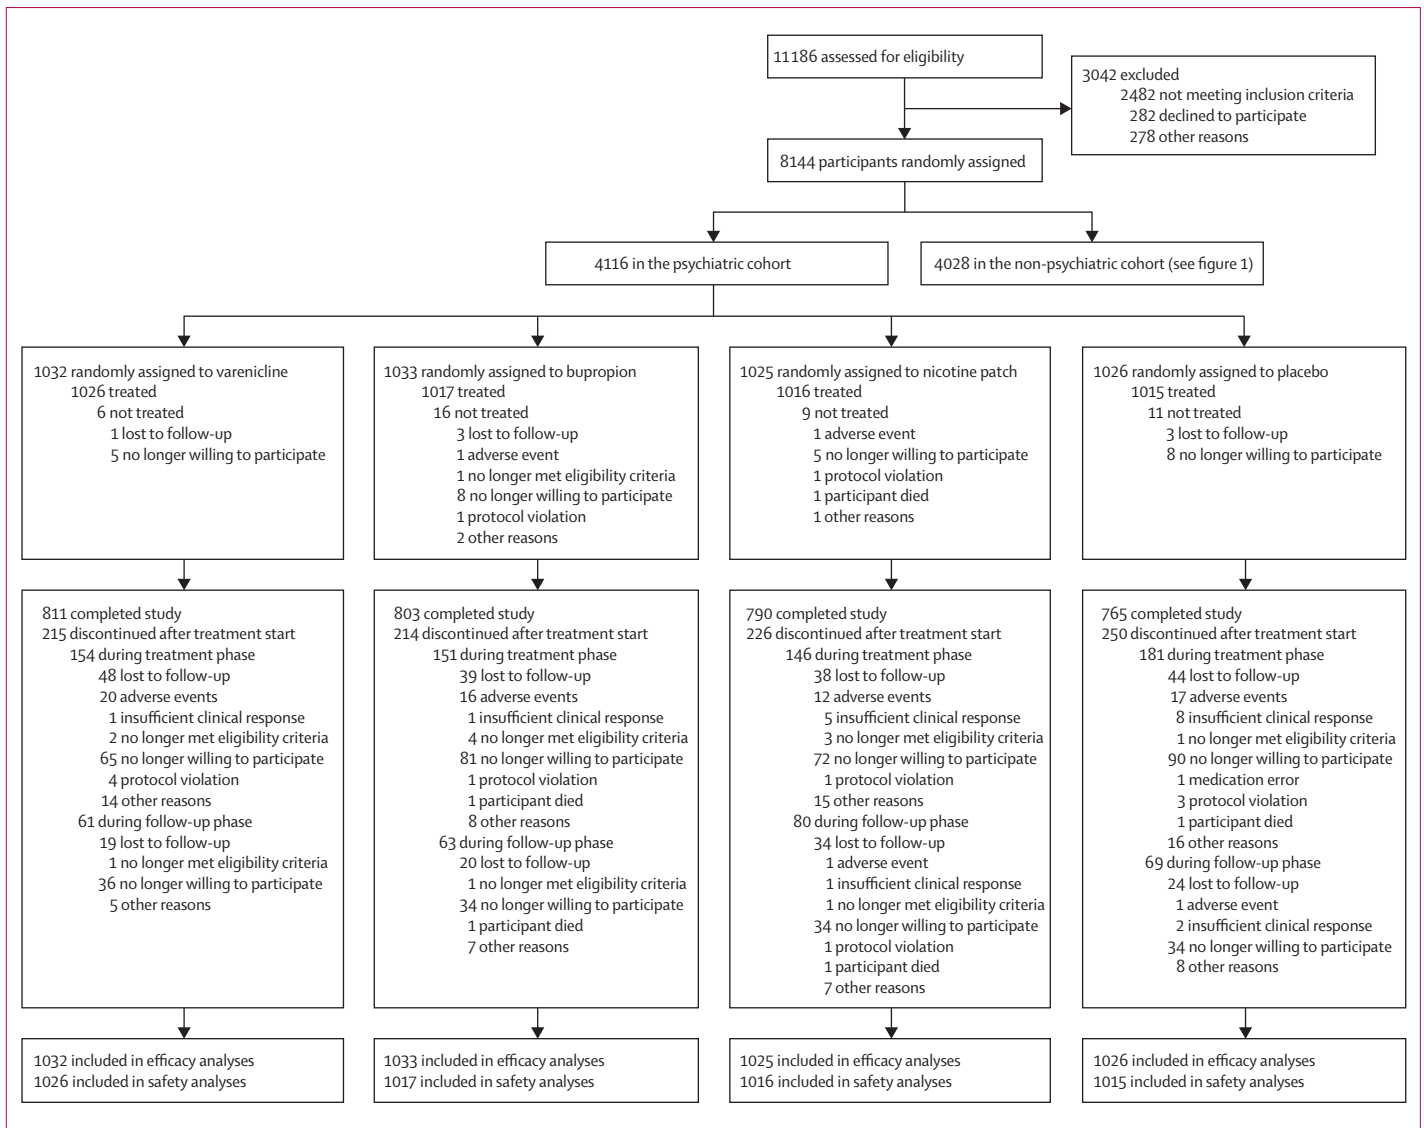 11186 assessed for eligibility
3042 excluded
2482 not meeting inclusion criteria
282 declined to participate
278 other reasons
8144 participants randomly assigned
4116 in the psychiatric cohort
4028 in the non-psychiatric cohort (see figure 1)
1032 randomly assigned to varenicline
1026 treated
6 not treated
1 lost to follow-up
5 no longer willing to participate
1033 randomly assigned to bupropion
1017 treated
16 not treated
3 lost to follow-up
1 adverse event
1 no longer met eligibility criteria
8 no longer willing to participate
1 protocol violation
2 other reasons
1025 randomly assigned to nicotine patch
1016 treated
9 not treated
1 adverse event
5 no longer willing to participate
1 protocol violation
1 participant died
1 other reasons
1026 randomly assigned to placebo
1015 treated
11 not treated
3 lost to follow-up
8 no longer willing to participate
811 completed study
215 discontinued after treatment start
154 during treatment phase
48 lost to follow-up
20 adverse events
1 insufficient clinical response
2 no longer met eligibility criteria
65 no longer willing to participate
4 protocol violation
14 other reasons
61 during follow-up phase
19 lost to follow-up
1 no longer met eligibility criteria
36 no longer willing to participate
5 other reasons
803 completed study
214 discontinued after treatment start
151 during treatment phase
39 lost to follow-up
16 adverse events
1 insufficient clinical response
4 no longer met eligibility criteria
81 no longer willing to participate
1 protocol violation
1 participant died
8 other reasons
63 during follow-up phase
20 lost to follow-up
1 no longer met eligibility criteria
34 no longer willing to participate
1 participant died
7 other reasons
790 completed study
226 discontinued after treatment start
146 during treatment phase
38 lost to follow-up
12 adverse events
5 insufficient clinical response
3 no longer met eligibility criteria
72 no longer willing to participate
1 protocol violation
15 other reasons
80 during follow-up phase
34 lost to follow-up
1 adverse event
1 insufficient clinical response
1 no longer met eligibility criteria
34 no longer willing to participate
1 protocol violation
1 participant died
7 other reasons
765 completed study
250 discontinued after treatment start
181 during treatment phase
44 lost to follow-up
17 adverse events
8 insufficient clinical response
1 no longer met eligibility criteria
90 no longer willing to participate
1 medication error
3 protocol violation
1 participant died
16 other reasons
69 during follow-up phase
24 lost to follow-up
1 adverse event
2 insufficient clinical response
34 no longer willing to participate
8 other reasons
1032 included in efficacy analyses
1026 included in safety analyses
1033 included in efficacy analyses
1017 included in safety analyses
1025 included in efficacy analyses
1016 included in safety analyses
1026 included in efficacy analyses
1015 included in safety analyses